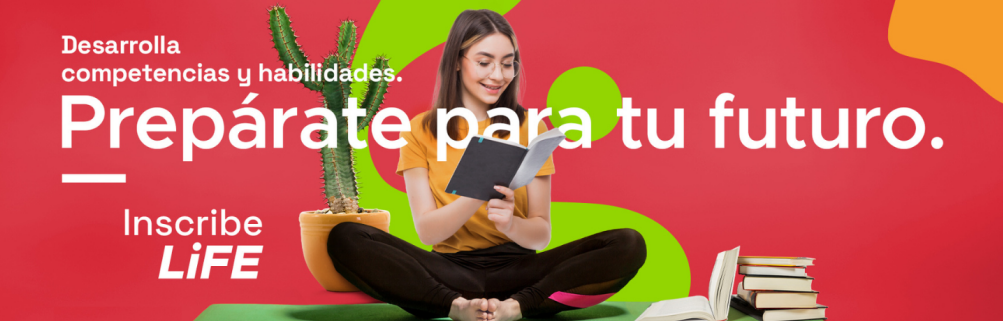 Desarrolla
competencias y habilidades.
Prepárate para tu futuro.
Inscribe
LiFE